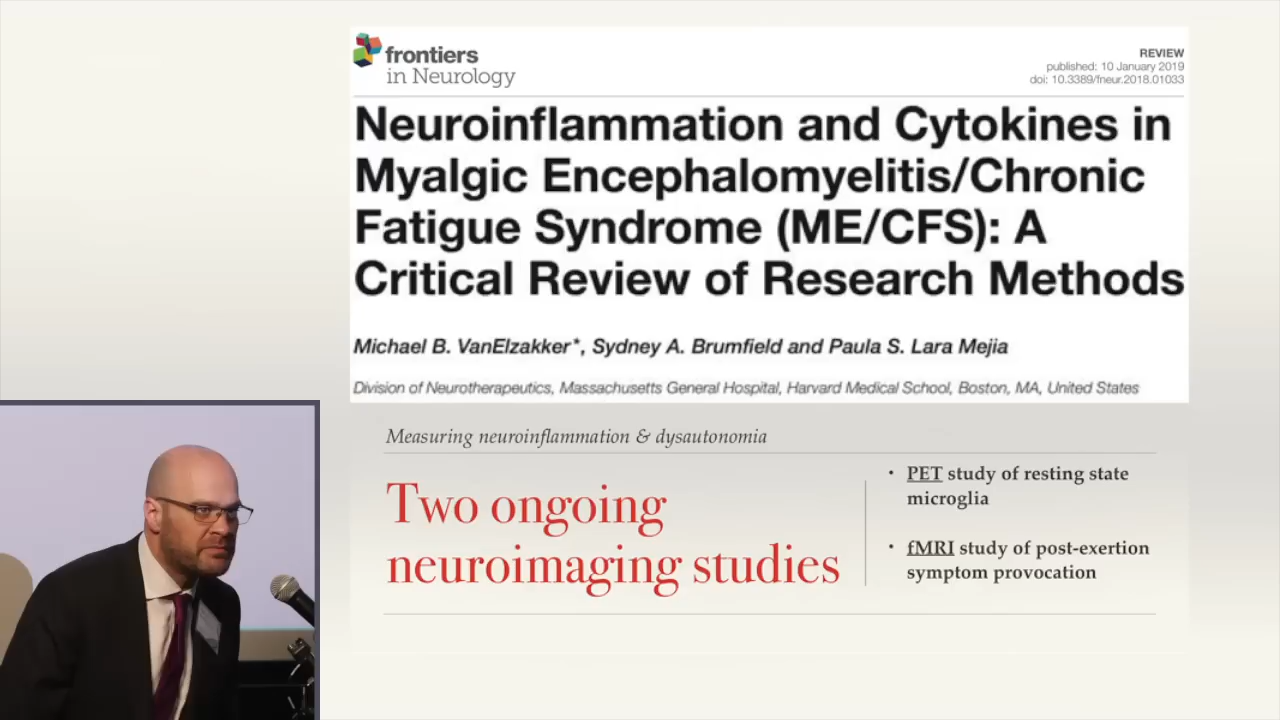 frontiers
in Neurology
REVIEW
published: 10 January 2019
doi: 10.3389/fneur.2018.01033
Neuroinflammation and Cytokines in
Myalgic Encephalomyelitis/Chronic
Fatigue Syndrome (ME/CFS): A
Critical Review of Research Methods
Michael B. VanElzakker*, Sydney A. Brumfield and Paula S. Lara Mejia
Division of Neurotherapeutics, Massachusetts General Hospital, Harvard Medical School, Boston, MA, United States
Measuring neuroinflammation & dysautonomia
Two ongoing
neuroimaging studies
• PET study of resting state
microglia
• fMRI study of post-exertion
symptom provocation